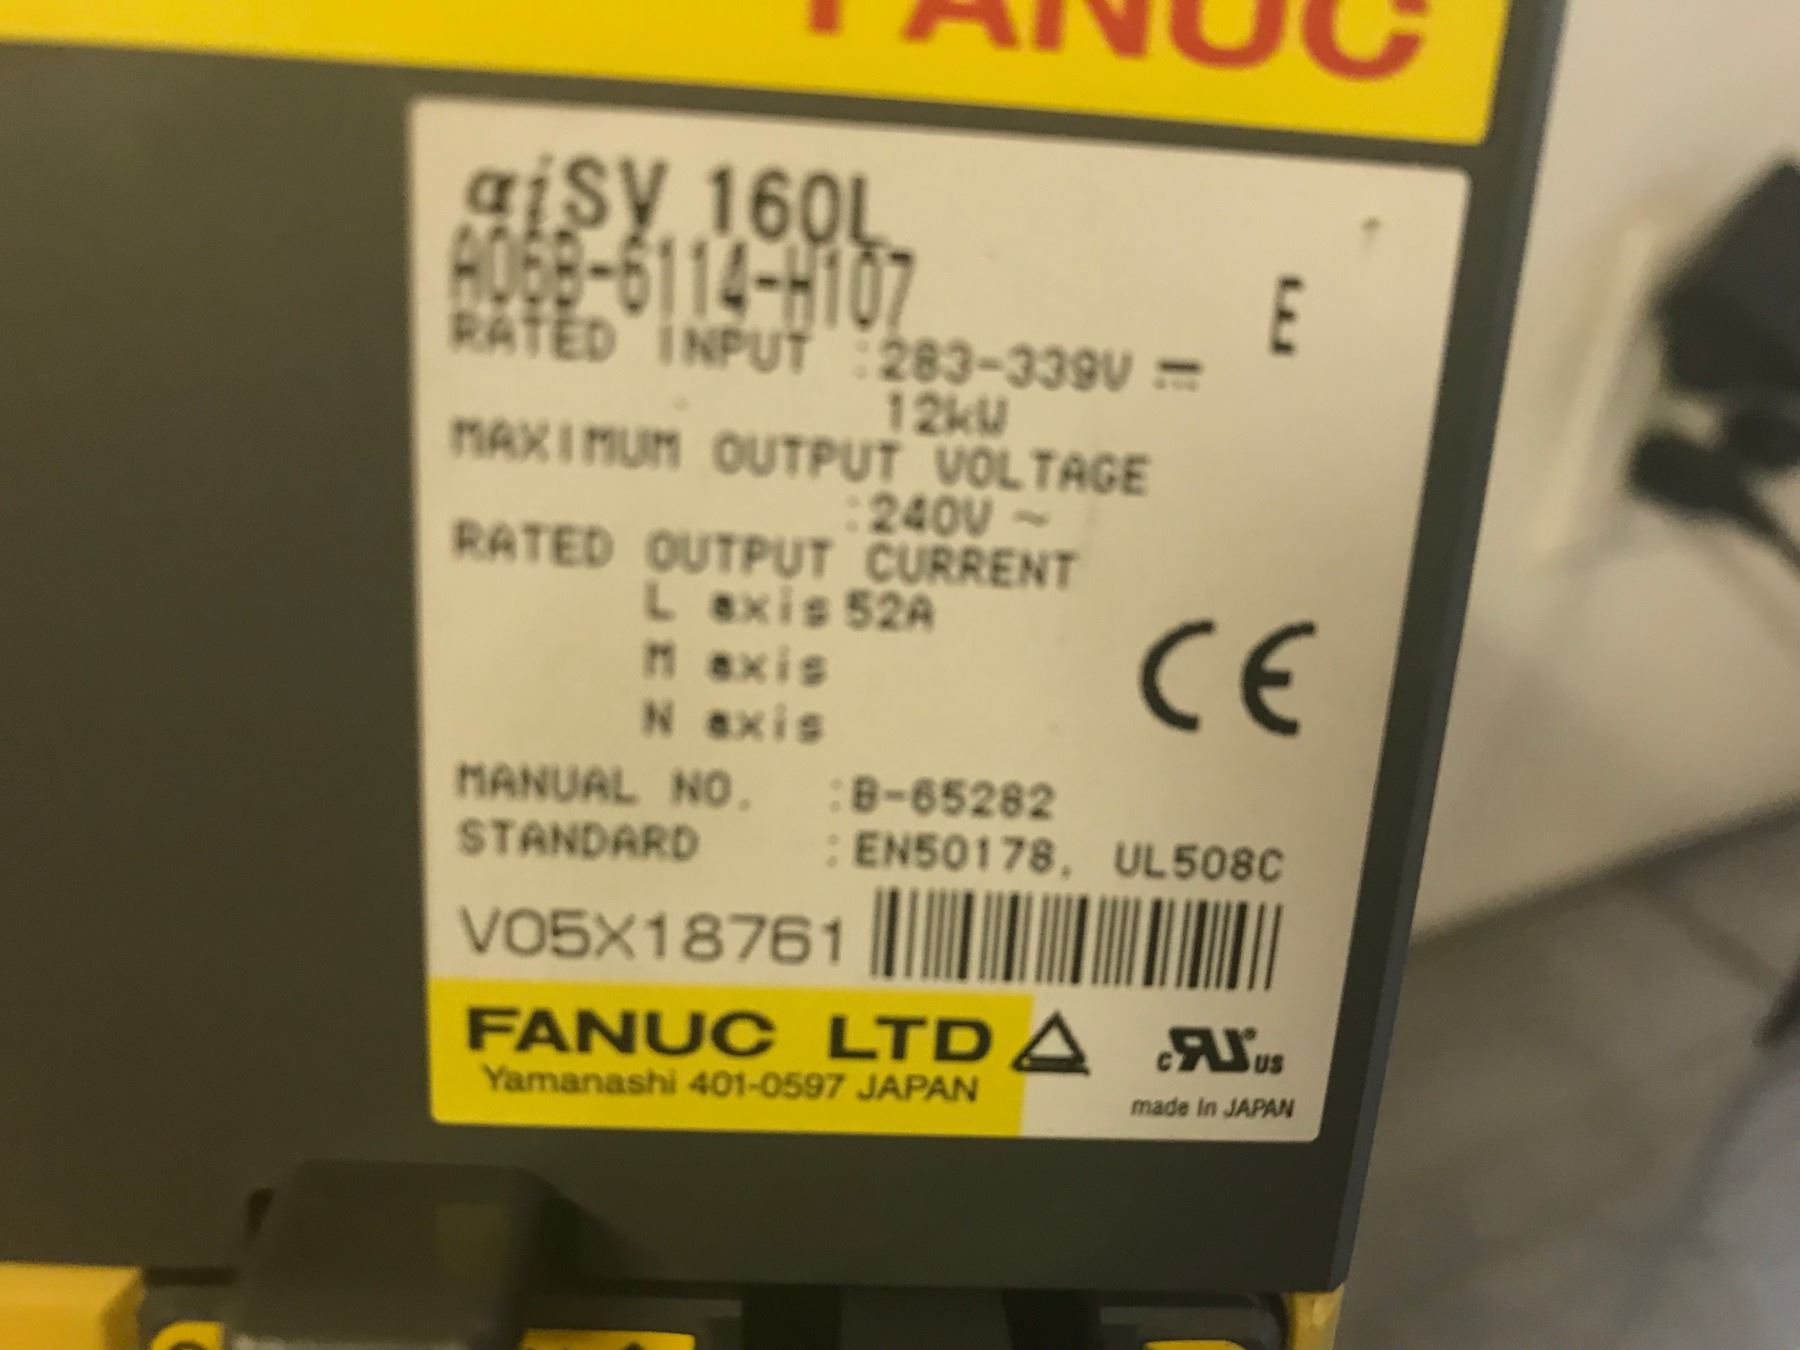 FANUC
αiSV 160L
A06B-6114-H107
E
RATED INPUT :283-339V ⎓
12kW
MAXIMUM OUTPUT VOLTAGE
:240V ~
RATED OUTPUT CURRENT
L axis 52A
M axis
N axis
CE
MANUAL NO. :B-65282
STANDARD :EN50178, UL508C
V05X18761
FANUC LTD
Yamanashi 401-0597 JAPAN
c RU US
made in JAPAN